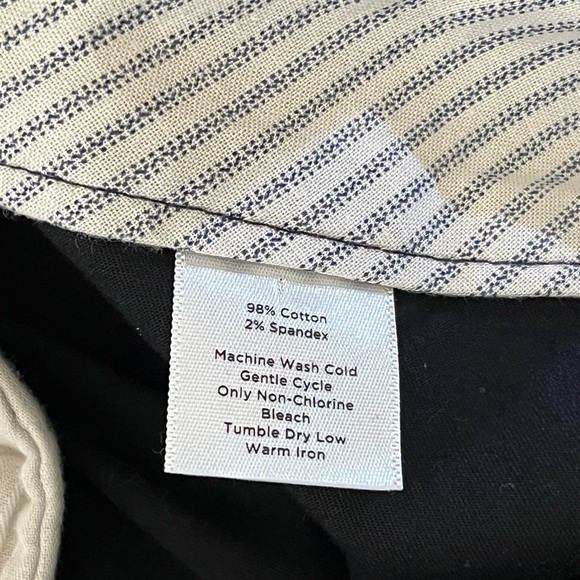 98% Cotton
2% Spandex
Machine Wash Cold
Gentle Cycle
Only Non-Chlorine
Bleach
Tumble Dry Low
Warm Iron